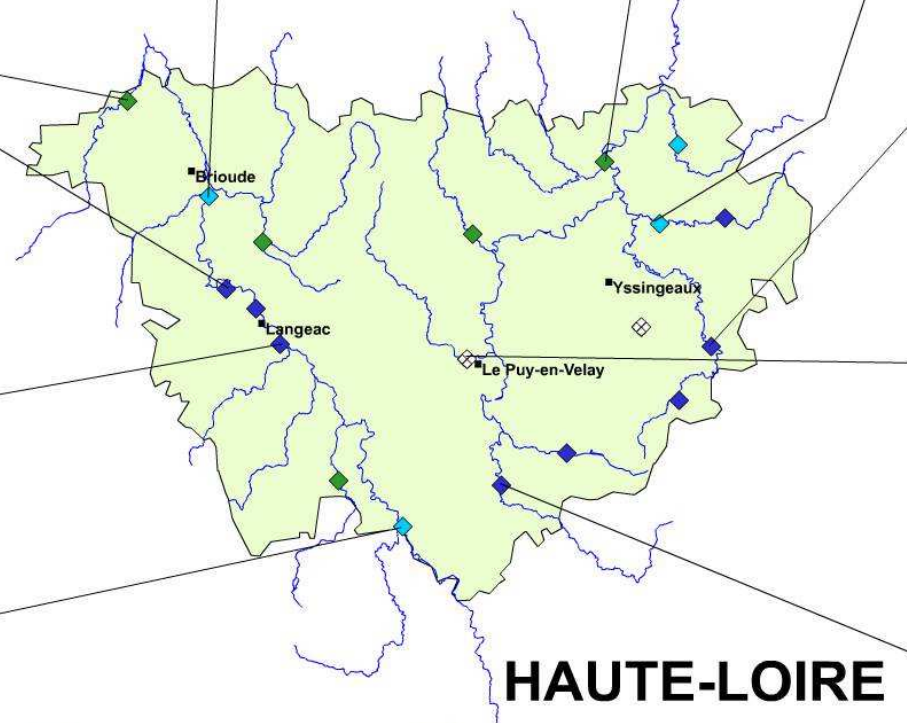 Brioude
Yssingeaux
Langeac
Le Puy-en-Velay
HAUTE-LOIRE